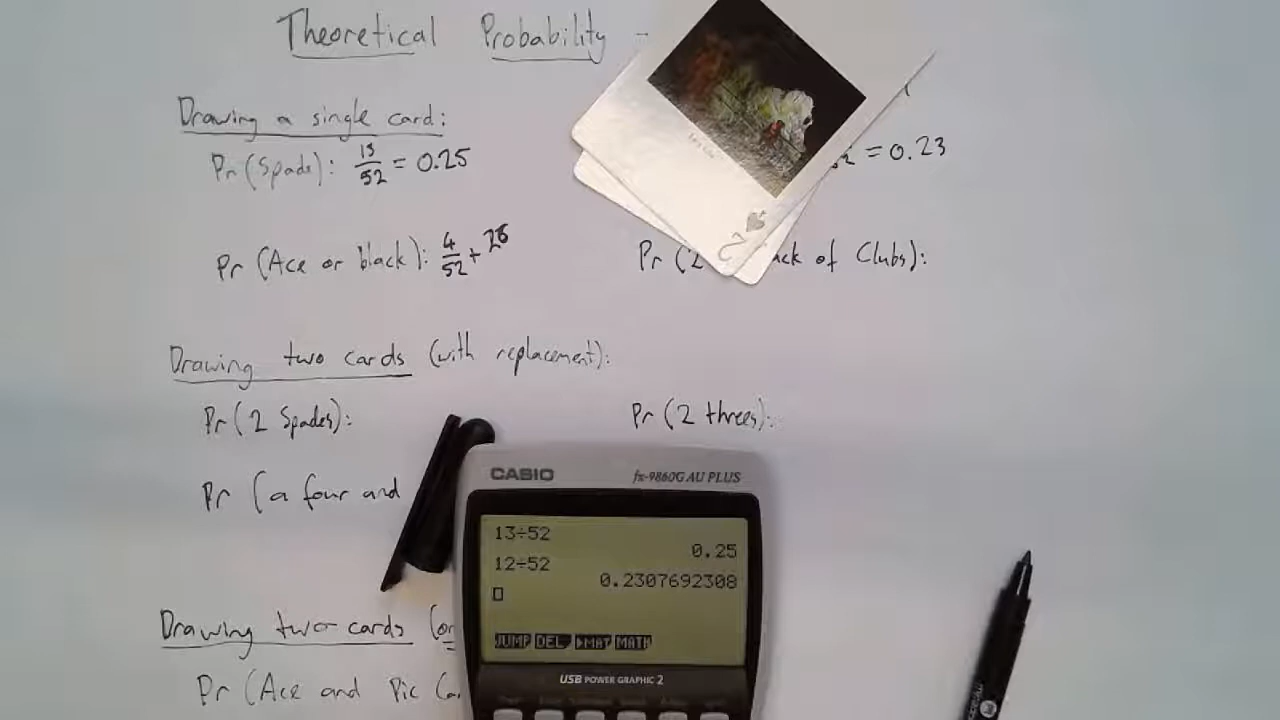 Theoretical Probability -
Drawing a single card:
Pr (Spade): 13/52 = 0.25
= 0.23
Pr (Ace or black): 4/52 + 26
Pr (2 ack of Clubs):
2
Drawing two cards (with replacement):
Pr (2 Spades):
Pr (2 threes):
Pr (a four and
CASIO fx-9860G AU PLUS
13÷52
0.25
12÷52
0.2307692308
JUMP DEL ▶MAT MATH
USB POWER GRAPHIC 2
Drawing two cards
Pr (Ace and Pic